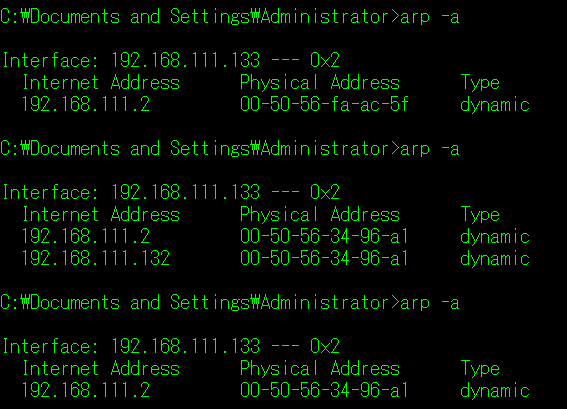 C:₩Documents and Settings₩Administrator>arp -a
Interface: 192.168.111.133 --- 0x2
Internet Address Physical Address Type
192.168.111.2 00-50-56-fa-ac-5f dynamic
C:₩Documents and Settings₩Administrator>arp -a
Interface: 192.168.111.133 --- 0x2
Internet Address Physical Address Type
192.168.111.2 00-50-56-34-96-a1 dynamic
192.168.111.132 00-50-56-34-96-a1 dynamic
C:₩Documents and Settings₩Administrator>arp -a
Interface: 192.168.111.133 --- 0x2
Internet Address Physical Address Type
192.168.111.2 00-50-56-34-96-a1 dynamic